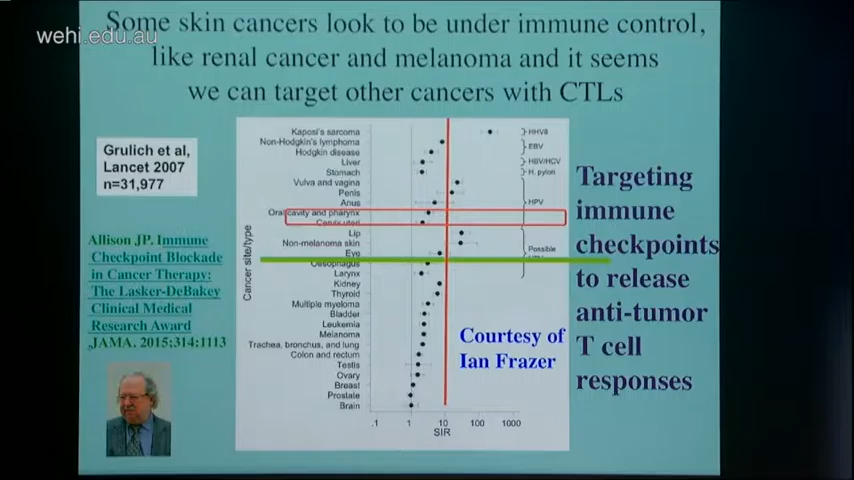 wehi.edu.au
Some skin cancers look to be under immune control,
like renal cancer and melanoma and it seems
we can target other cancers with CTLs
Grulich et al,
Lancet 2007
n=31,977
Allison JP. Immune
Checkpoint Blockade
in Cancer Therapy:
The Lasker-DeBakey
Clinical Medical
Research Award
,JAMA. 2015;314:1113
Cancer site/type
Kaposi's sarcoma
Non-Hodgkin's lymphoma
Hodgkin disease
Liver
Stomach
Vulva and vagina
Penis
Anus
Oral cavity and pharynx
Lip
Non-melanoma skin
Eye
Oesophagus
Larynx
Kidney
Thyroid
Multiple myeloma
Bladder
Leukemia
Melanoma
Trachea, bronchus, and lung
Colon and rectum
Testis
Ovary
Breast
Prostate
Brain
HHV8
EBV
HBV/HCV
H. pylori
HPV
Possible
.1 1 10 100 1000
SIR
Courtesy of
Ian Frazer
Targeting
immune
checkpoints
to release
anti-tumor
T cell
responses